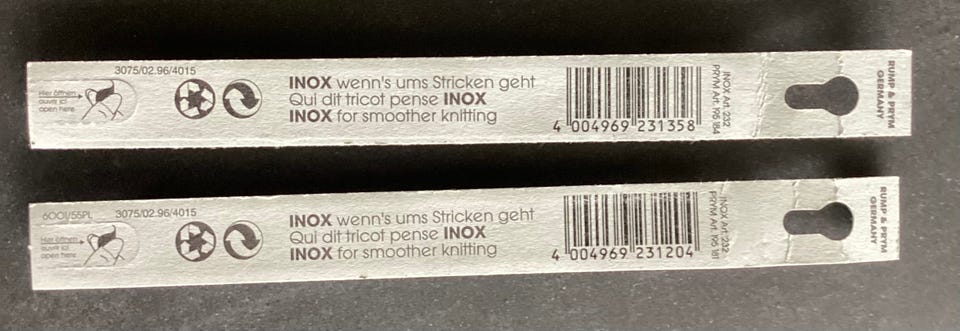 3075/02.96/4015
Hier öffnen
ouvrir ici
open here
INOX wenn's ums Stricken geht
Qui dit tricot pense INOX
INOX for smoother knitting
4 004969 231358
INOX Art. 232
PRYM Art. 195 184
RUMP & PRYM
GERMANY
6001/55PL
3075/02.96/4015
Hier öffnen
ouvrir ici
open here
INOX wenn's ums Stricken geht
Qui dit tricot pense INOX
INOX for smoother knitting
4 004969 231204
INOX Art. 232
PRYM Art. 195 181
RUMP & PRYM
GERMANY